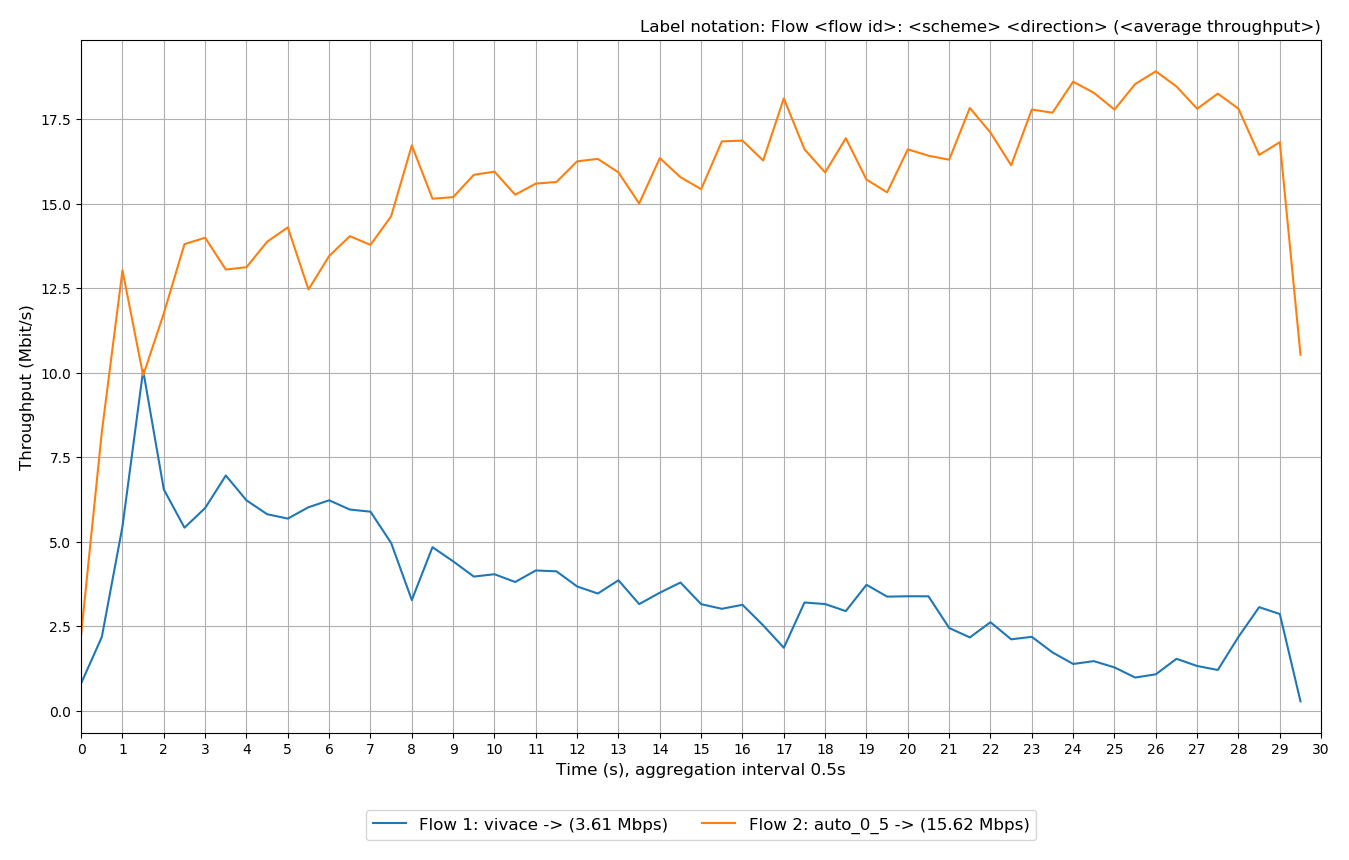 Label notation: Flow <flow id>: <scheme> <direction> (<average throughput>)
17.5
15.0
12.5
10.0
7.5
5.0
2.5
0.0
Throughput (Mbit/s)
0 1 2 3 4 5 6 7 8 9 10 11 12 13 14 15 16 17 18 19 20 21 22 23 24 25 26 27 28 29 30
Time (s), aggregation interval 0.5s
Flow 1: vivace -> (3.61 Mbps) Flow 2: auto_0_5 -> (15.62 Mbps)